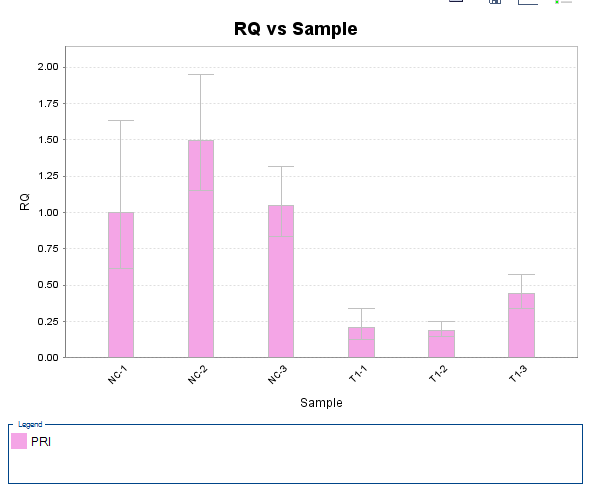 RQ vs Sample
2.00
1.75
1.50
1.25
1.00
0.75
0.50
0.25
0.00
RQ
NC-1 NC-2 NC-3 T1-1 T1-2 T1-3
Sample
Legend
PRI